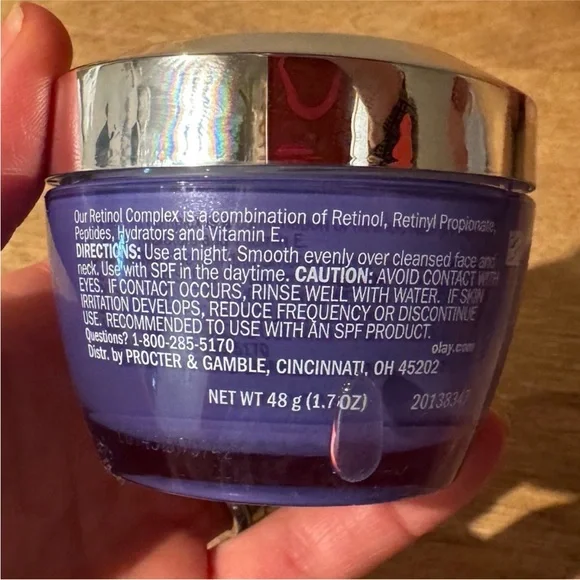 Our Retinol Complex is a combination of Retinol, Retinyl Propionate,
Peptides, Hydrators and Vitamin E.
DIRECTIONS: Use at night. Smooth evenly over cleansed face and
neck. Use with SPF in the daytime. CAUTION: AVOID CONTACT WITH
EYES. IF CONTACT OCCURS, RINSE WELL WITH WATER. IF SKIN
IRRITATION DEVELOPS, REDUCE FREQUENCY OR DISCONTINUE
USE. RECOMMENDED TO USE WITH AN SPF PRODUCT.
Questions? 1-800-285-5170 olay.com
Distr. by PROCTER & GAMBLE, CINCINNATI, OH 45202
NET WT 48 g (1.7 OZ)